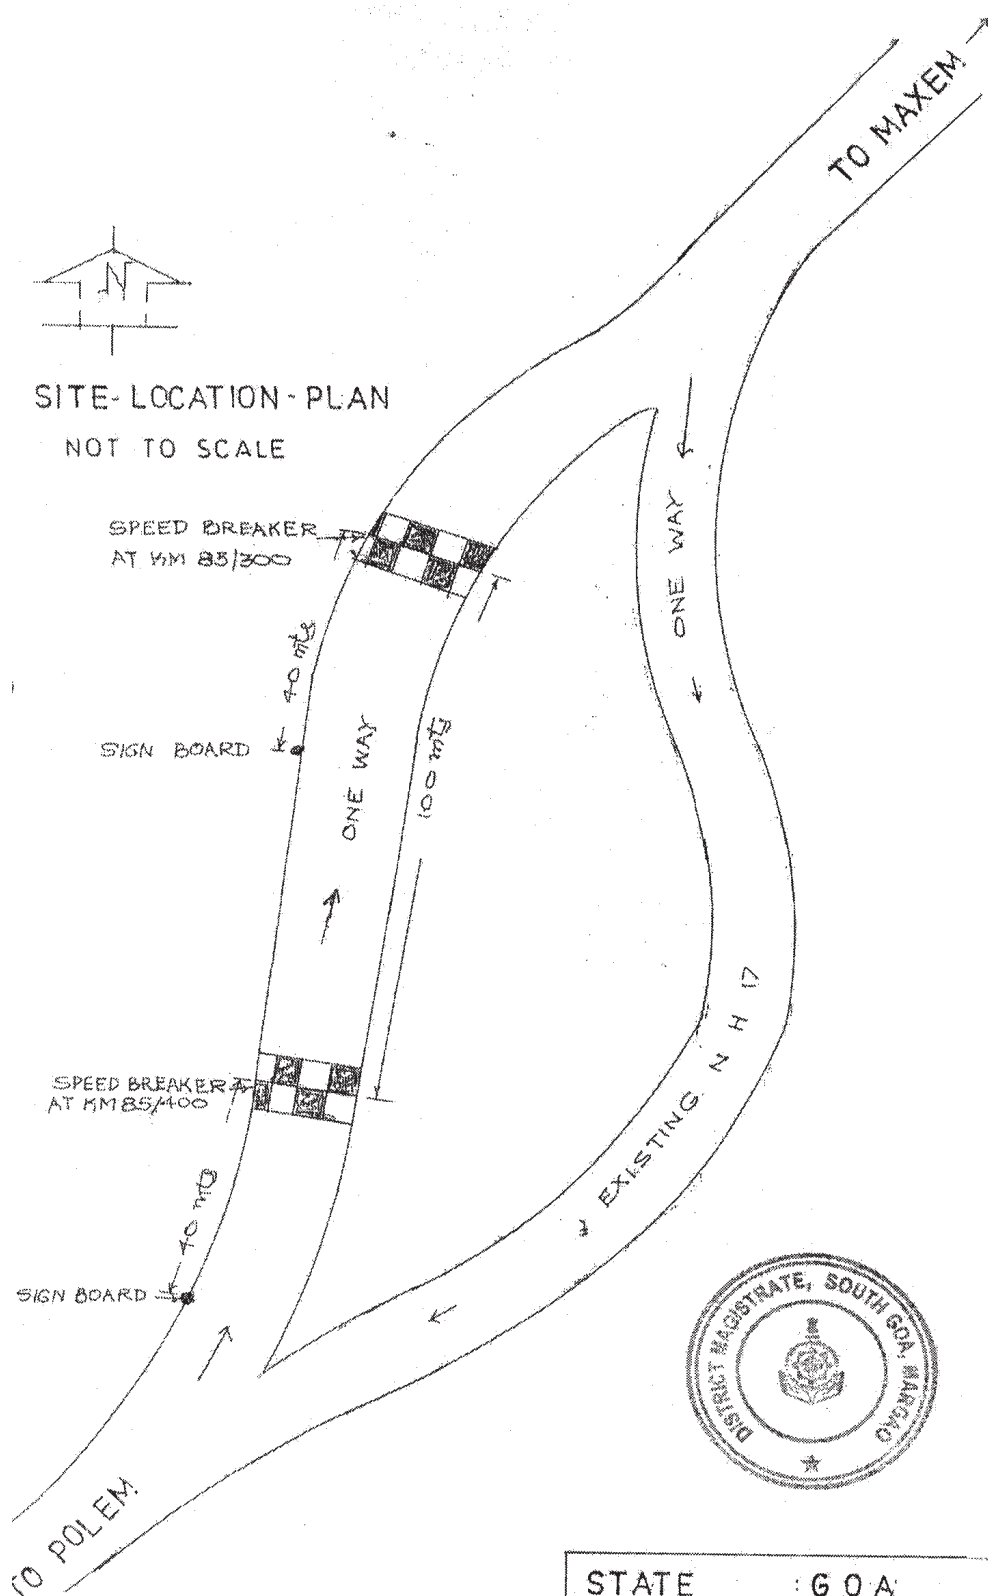 TO MAXEM
N
SITE-LOCATION-PLAN
NOT TO SCALE
SPEED BREAKER
AT KM 85/300
ONE WAY
40 mts
SIGN BOARD
ONE WAY
100 mts
EXISTING N H 17
SPEED BREAKER
AT KM 85/400
40 mts
SIGN BOARD
DISTRICT MAGISTRATE, SOUTH GOA, MARGAO
TO POLEM
STATE : GOA